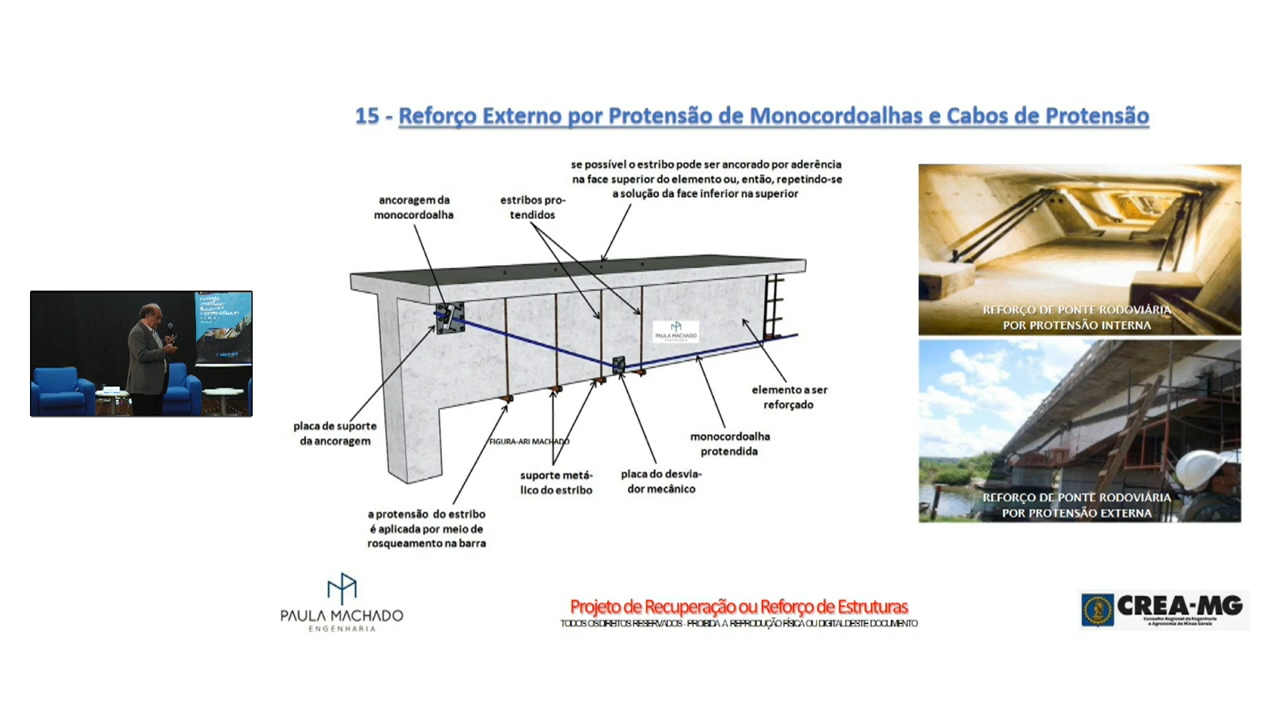 15 - Reforço Externo por Protensão de Monocordoalhas e Cabos de Protensão
se possível o estribo pode ser ancorado por aderência
na face superior do elemento ou, então, repetindo-se
a solução da face inferior na superior
ancoragem da
monocordoalha
estribos pro-
tendidos
PAULA MACHADO
elemento a ser
reforçado
placa de suporte
da ancoragem
FIGURA-ARI MACHADO
monocordoalha
protendida
suporte metá-
lico do estribo
placa do desvia-
dor mecânico
a protensão do estribo
é aplicada por meio de
rosqueamento na barra
REFORÇO DE PONTE RODOVIÁRIA
POR PROTENSÃO INTERNA
REFORÇO DE PONTE RODOVIÁRIA
POR PROTENSÃO EXTERNA
PAULA MACHADO
ENGENHARIA
Projeto de Recuperação ou Reforço de Estruturas
TODOS OS DIREITOS RESERVADOS - PROIBIDA A REPRODUÇÃO FÍSICA OU DIGITAL DESTE DOCUMENTO
CREA-MG
Conselho Regional de Engenharia
e Agronomia de Minas Gerais